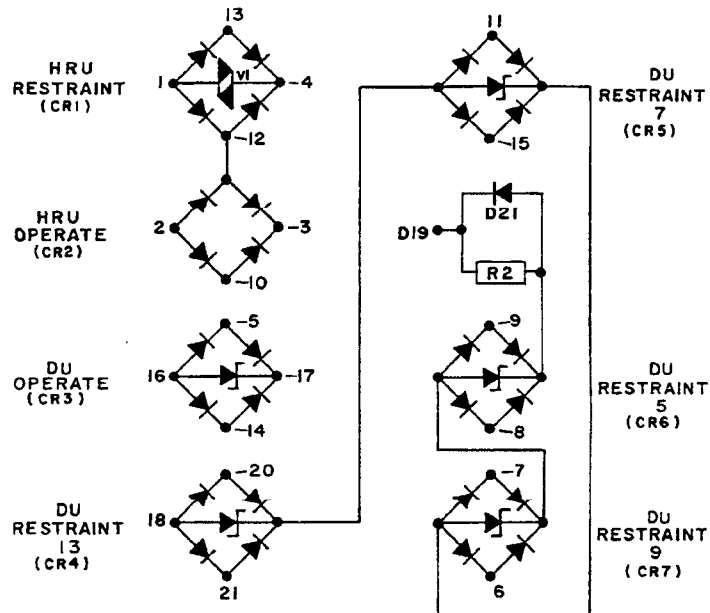 13
HRU
RESTRAINT
(CR1)
1
V1
-4
-12
HRU
OPERATE
(CR2)
2
-3
-10
DU
OPERATE
(CR3)
-5
16
-17
-14
DU
RESTRAINT
13
(CR4)
-20
18
21
11
DU
RESTRAINT
7
(CR5)
-15
D21
D19
R2
-9
DU
RESTRAINT
5
(CR6)
-8
-7
DU
RESTRAINT
9
(CR7)
6